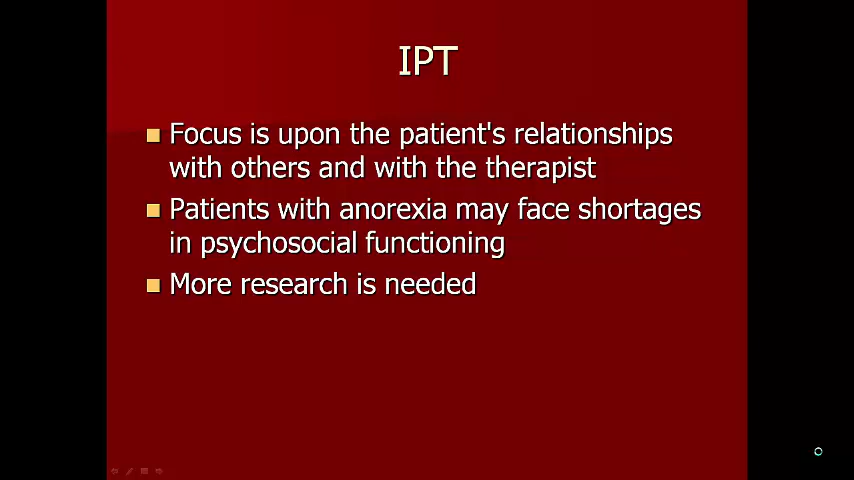 IPT
Focus is upon the patient's relationships
with others and with the therapist
Patients with anorexia may face shortages
in psychosocial functioning
More research is needed